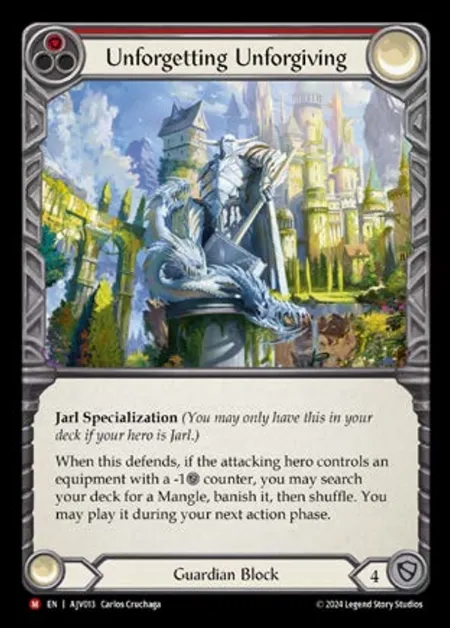 Unforgetting Unforgiving
Jarl Specialization (You may only have this in your
deck if your hero is Jarl.)
When this defends, if the attacking hero controls an
equipment with a -1 counter, you may search
your deck for a Mangle, banish it, then shuffle. You
may play it during your next action phase.
Guardian Block
4
M EN | AJV013 Carlos Cruchaga
© 2024 Legend Story Studios